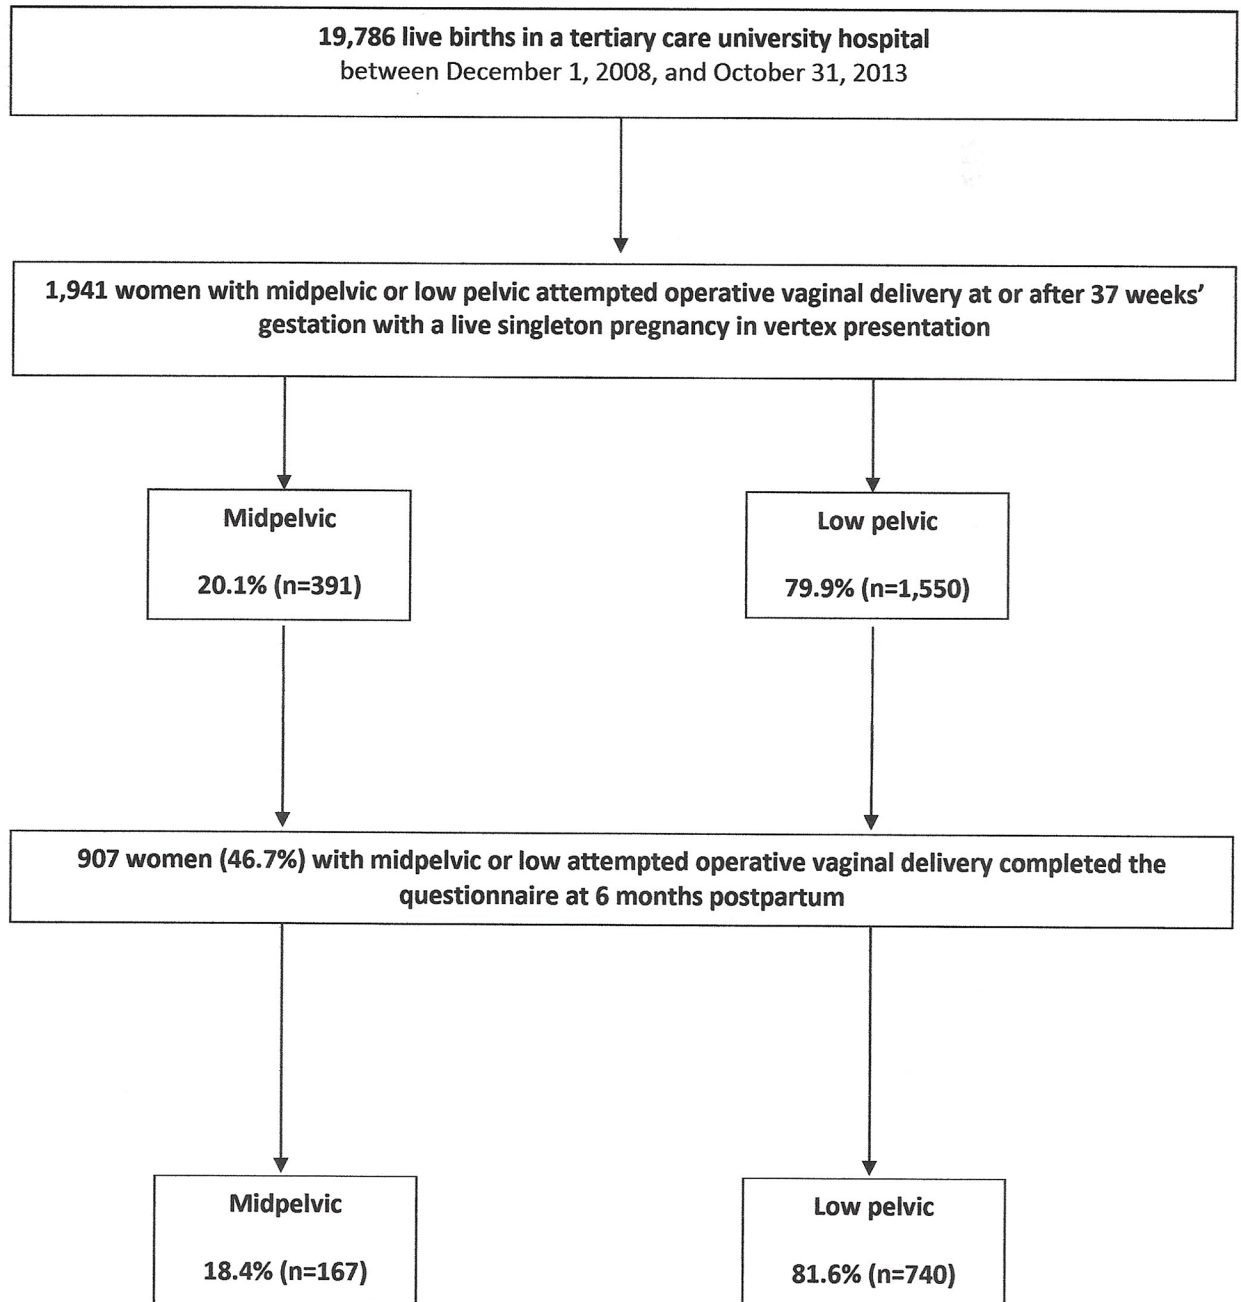 19,786 live births in a tertiary care university hospital
between December 1, 2008, and October 31, 2013
1,941 women with midpelvic or low pelvic attempted operative vaginal delivery at or after 37 weeks’
gestation with a live singleton pregnancy in vertex presentation
Midpelvic
20.1% (n=391)
Low pelvic
79.9% (n=1,550)
907 women (46.7%) with midpelvic or low attempted operative vaginal delivery completed the
questionnaire at 6 months postpartum
Midpelvic
18.4% (n=167)
Low pelvic
81.6% (n=740)